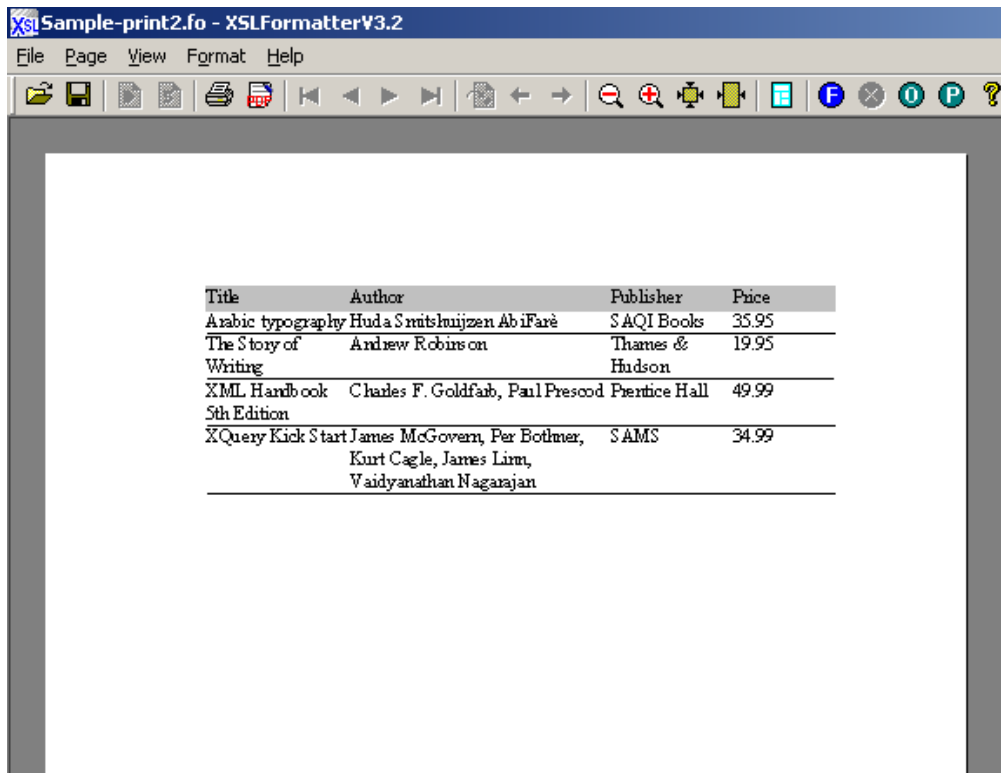 XSL Sample-print2.fo - XSLFormatterV3.2
File Page View Format Help
PDF F O P ?
Title Author Publisher Price
Arabic typography Huda Smitshuijzen AbiFarè SAQI Books 35.95
The Story of Andrew Robinson Thames & 19.95
Writing Hudson
XML Handbook Charles F. Goldfarb, Paul Prescod Prentice Hall 49.99
5th Edition
XQuery Kick Start James McGovern, Per Bothner, SAMS 34.99
Kurt Cagle, James Linn,
Vaidyanathan Nagarajan